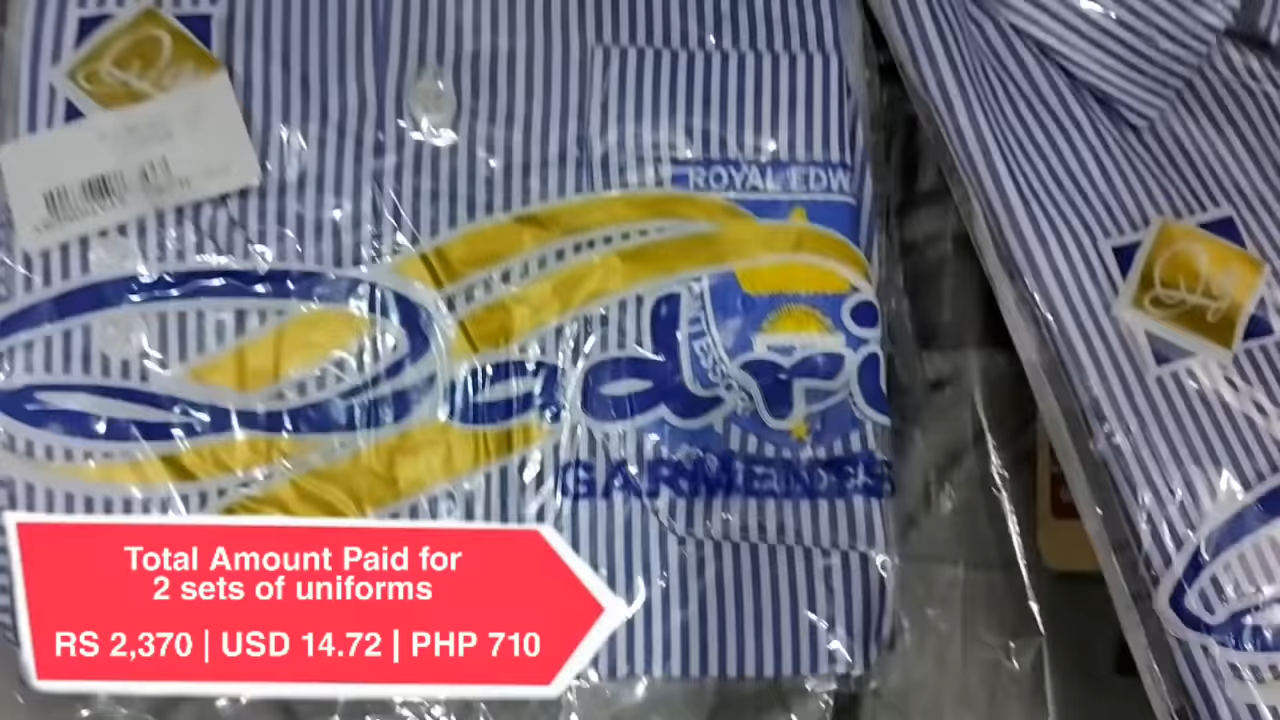 ROYAL EDW
adri
GARMENTS
Total Amount Paid for
2 sets of uniforms
RS 2,370 | USD 14.72 | PHP 710